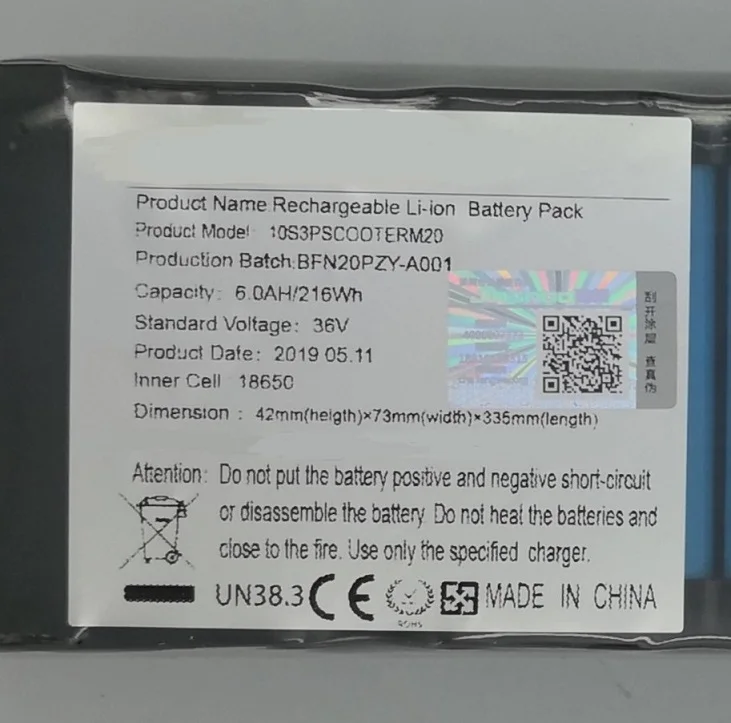 Product Name:Rechargeable Li-ion Battery Pack
Product Model 10S3PSCOOTERM20
Production Batch:BFN20PZY-A001
Capacity: 6.0AH/216Wh
Standard Voltage: 36V
Product Date: 2019 05.11
Inner Cell 18650
Dimension : 42mm(heigth)×73mm(width)×335mm(length)
刮开涂层 查真伪
Attention: Do not put the battery positive and negative short-circuit
or disassemble the battery. Do not heat the batteries and
close to the fire. Use only the specified charger.
UN38.3 CE ROHS MADE IN CHINA